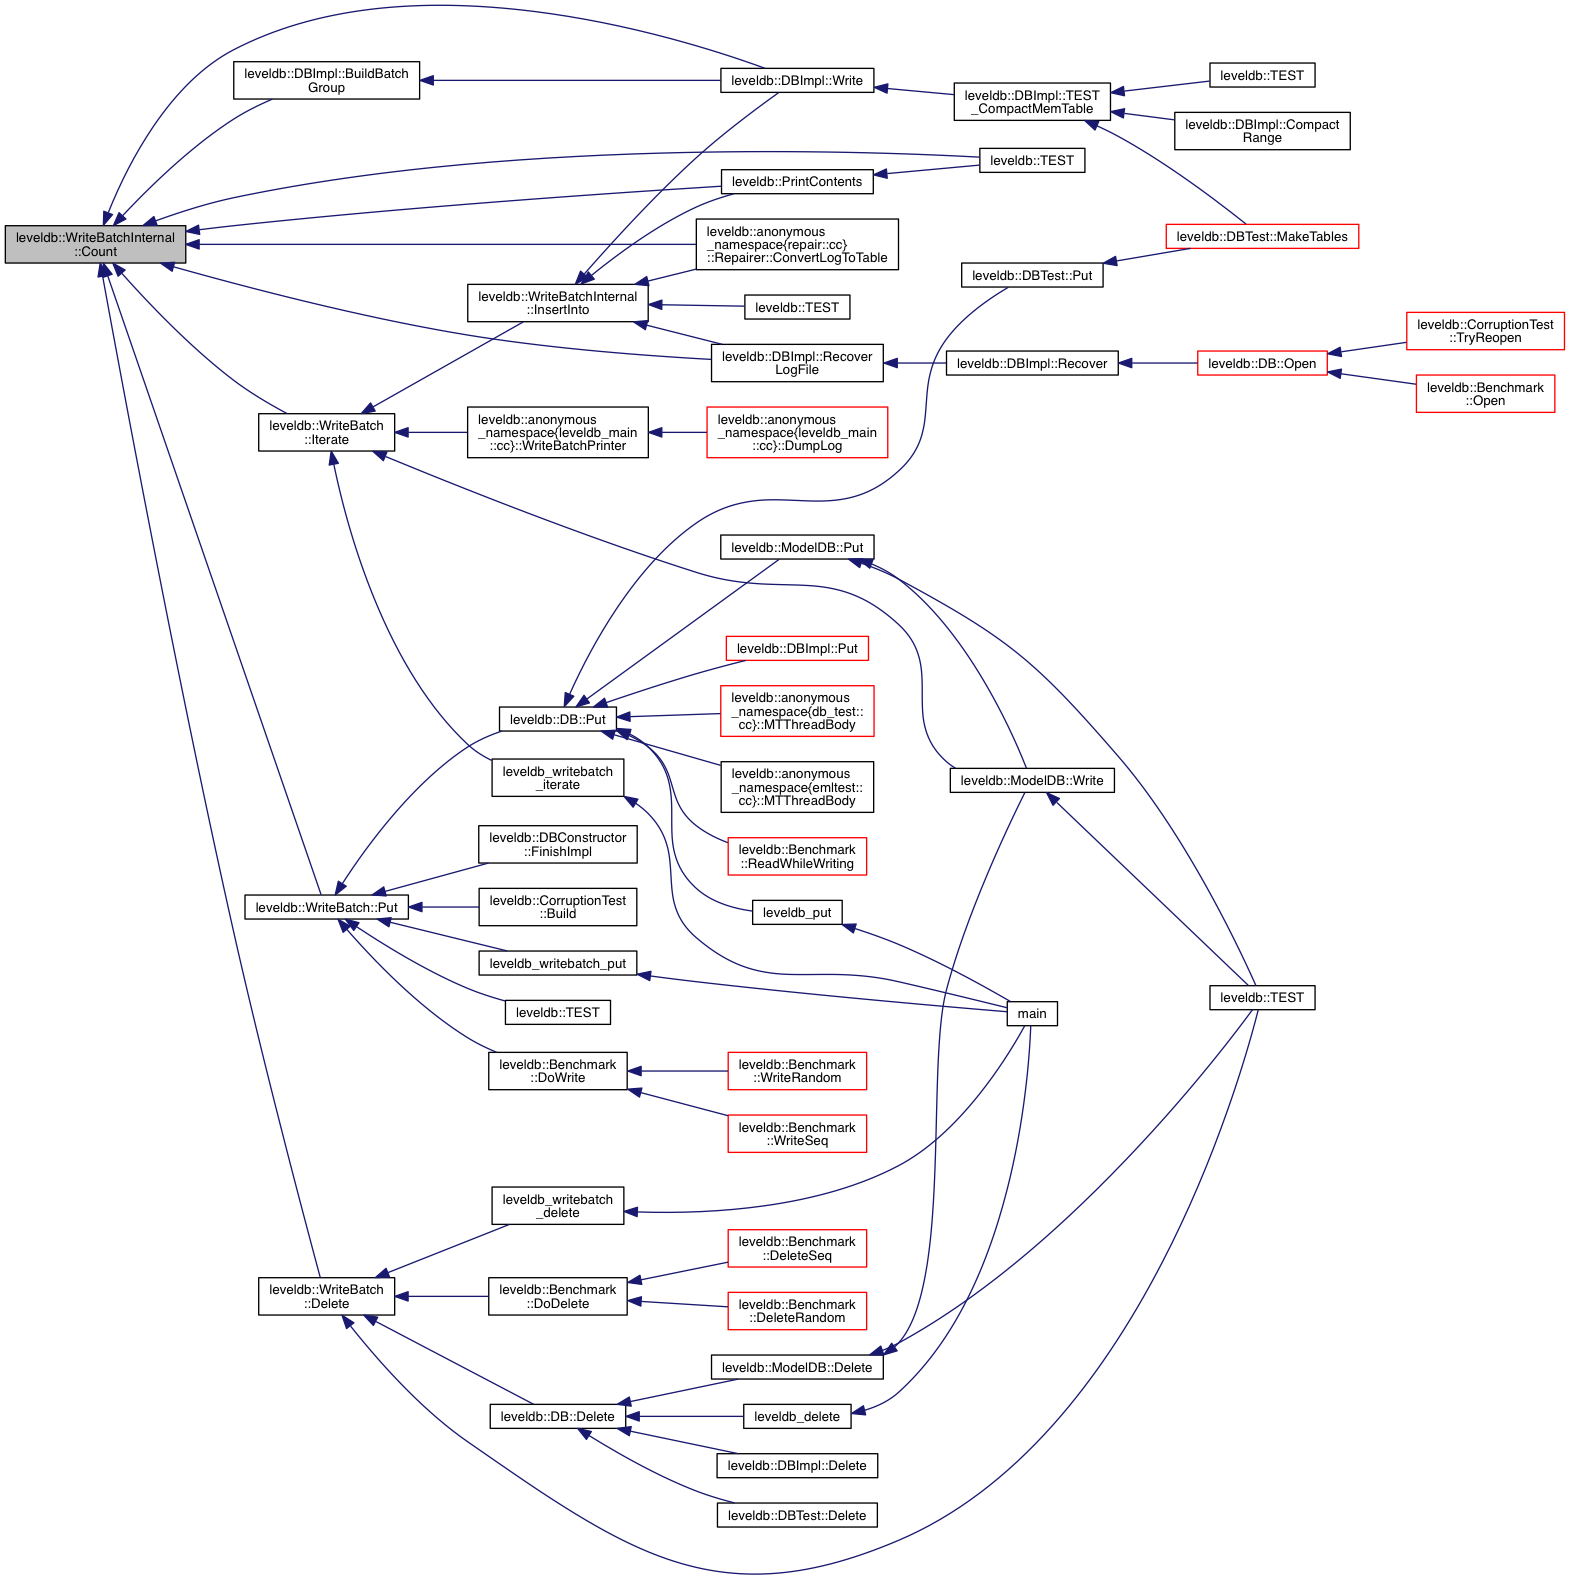 leveldb::WriteBatchInternal
::Count
leveldb::DBImpl::BuildBatch
Group
leveldb::DBImpl::Write
leveldb::DBImpl::TEST
_CompactMemTable
leveldb::TEST
leveldb::DBImpl::Compact
Range
leveldb::TEST
leveldb::PrintContents
leveldb::anonymous
_namespace{repair::cc}
::Repairer::ConvertLogToTable
leveldb::DBTest::MakeTables
leveldb::DBTest::Put
leveldb::WriteBatchInternal
::InsertInto
leveldb::TEST
leveldb::DBImpl::Recover
LogFile
leveldb::DBImpl::Recover
leveldb::DB::Open
leveldb::CorruptionTest
::TryReopen
leveldb::Benchmark
::Open
leveldb::WriteBatch
::Iterate
leveldb::anonymous
_namespace{leveldb_main
::cc}::WriteBatchPrinter
leveldb::anonymous
_namespace{leveldb_main
::cc}::DumpLog
leveldb::ModelDB::Put
leveldb::DBImpl::Put
leveldb::DB::Put
leveldb::anonymous
_namespace{db_test::
cc}::MTThreadBody
leveldb_writebatch
_iterate
leveldb::anonymous
_namespace{emltest::
cc}::MTThreadBody
leveldb::ModelDB::Write
leveldb::DBConstructor
::FinishImpl
leveldb::Benchmark
::ReadWhileWriting
leveldb::WriteBatch::Put
leveldb::CorruptionTest
::Build
leveldb_put
leveldb_writebatch_put
leveldb::TEST
main
leveldb::TEST
leveldb::Benchmark
::DoWrite
leveldb::Benchmark
::WriteRandom
leveldb::Benchmark
::WriteSeq
leveldb_writebatch
_delete
leveldb::Benchmark
::DeleteSeq
leveldb::WriteBatch
::Delete
leveldb::Benchmark
::DoDelete
leveldb::Benchmark
::DeleteRandom
leveldb::ModelDB::Delete
leveldb::DB::Delete
leveldb_delete
leveldb::DBImpl::Delete
leveldb::DBTest::Delete